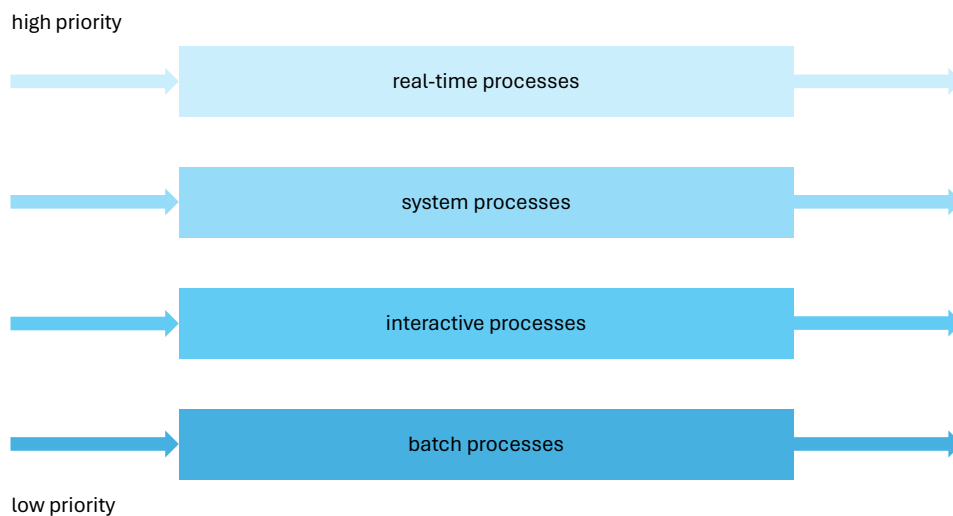 high priority
real-time processes
system processes
interactive processes
batch processes
low priority